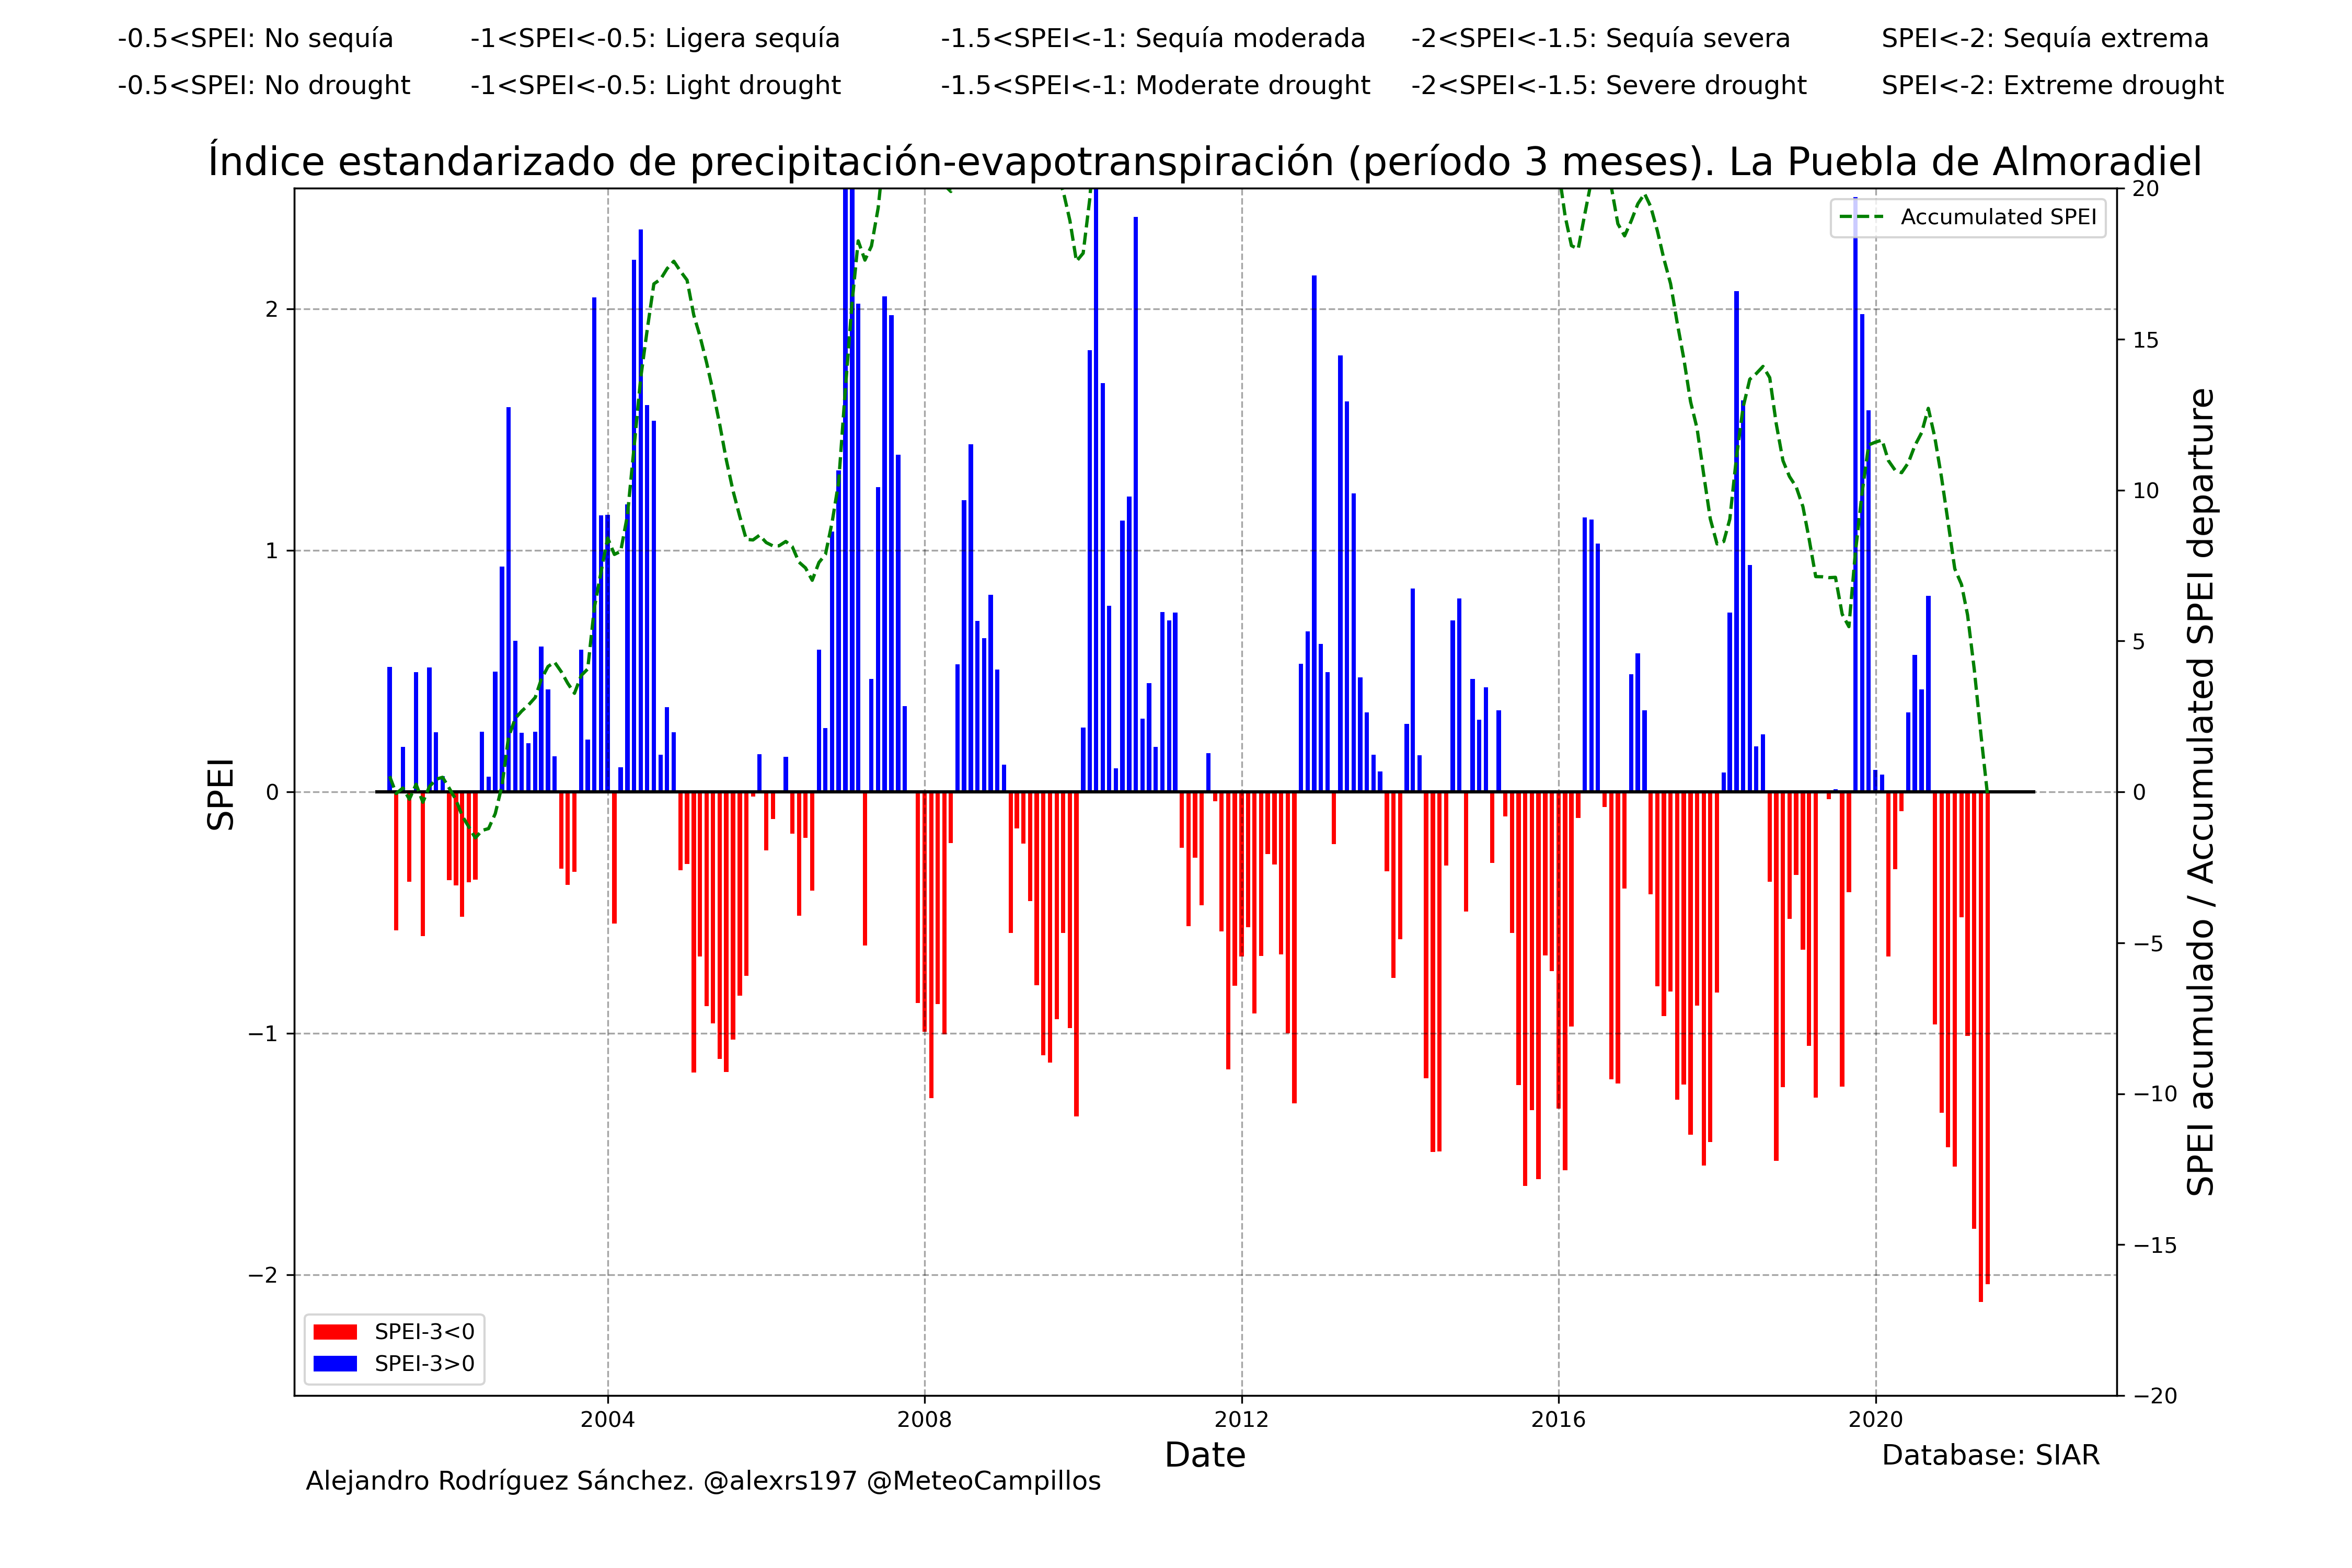 -0.5<SPEI: No sequía -1<SPEI<-0.5: Ligera sequía -1.5<SPEI<-1: Sequía moderada -2<SPEI<-1.5: Sequía severa SPEI<-2: Sequía extrema
-0.5<SPEI: No drought -1<SPEI<-0.5: Light drought -1.5<SPEI<-1: Moderate drought -2<SPEI<-1.5: Severe drought SPEI<-2: Extreme drought
Índice estandarizado de precipitación-evapotranspiración (período 3 meses). La Puebla de Almoradiel
Accumulated SPEI
SPEI
2
1
0
−1
−2
20
15
10
5
0
−5
−10
−15
−20
SPEI acumulado / Accumulated SPEI departure
SPEI-3<0
SPEI-3>0
2004 2008 2012 2016 2020
Date
Database: SIAR
Alejandro Rodríguez Sánchez. @alexrs197 @MeteoCampillos